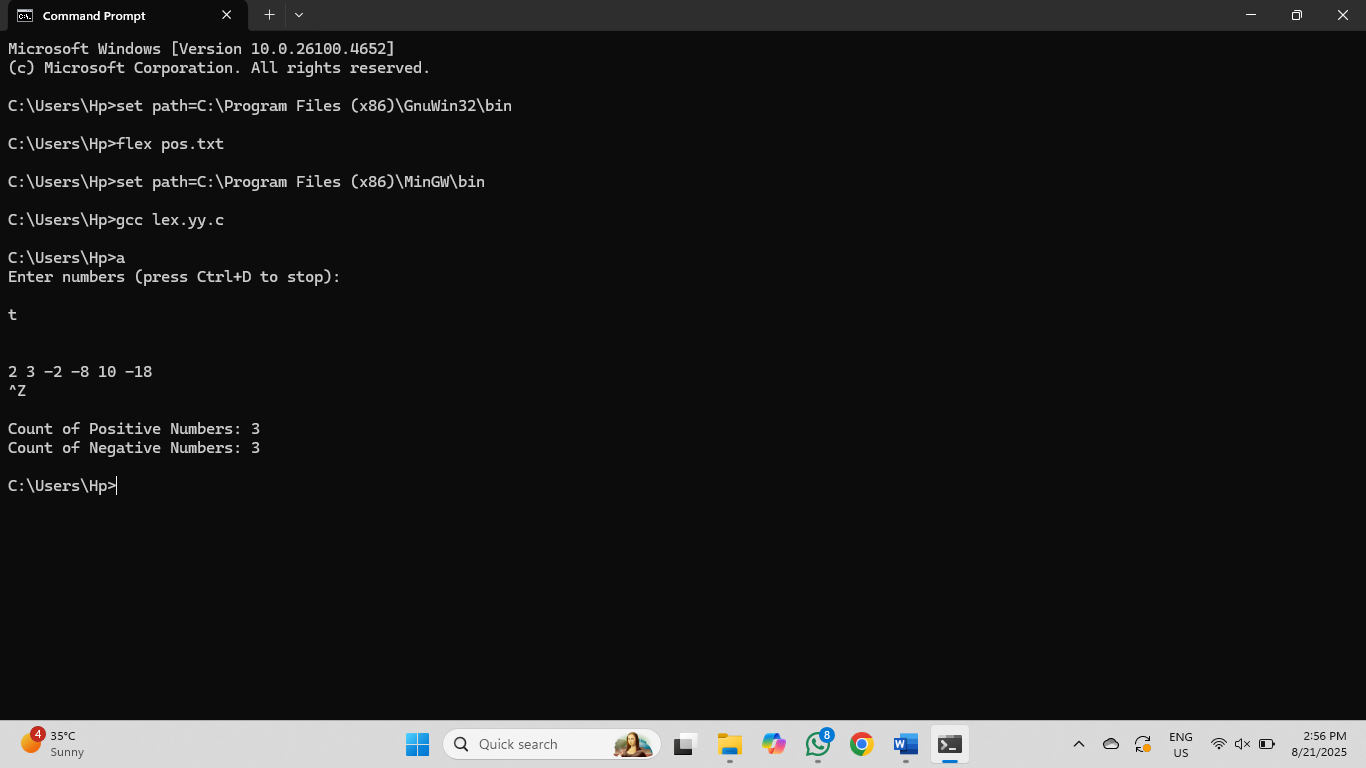 Command Prompt
Microsoft Windows [Version 10.0.26100.4652]
(c) Microsoft Corporation. All rights reserved.
C:\Users\Hp>set path=C:\Program Files (x86)\GnuWin32\bin
C:\Users\Hp>flex pos.txt
C:\Users\Hp>set path=C:\Program Files (x86)\MinGW\bin
C:\Users\Hp>gcc lex.yy.c
C:\Users\Hp>a
Enter numbers (press Ctrl+D to stop):
t
2 3 -2 -8 10 -18
^Z
Count of Positive Numbers: 3
Count of Negative Numbers: 3
C:\Users\Hp>
4
35°C
Sunny
Quick search
8
ENG
US
2:56 PM
8/21/2025